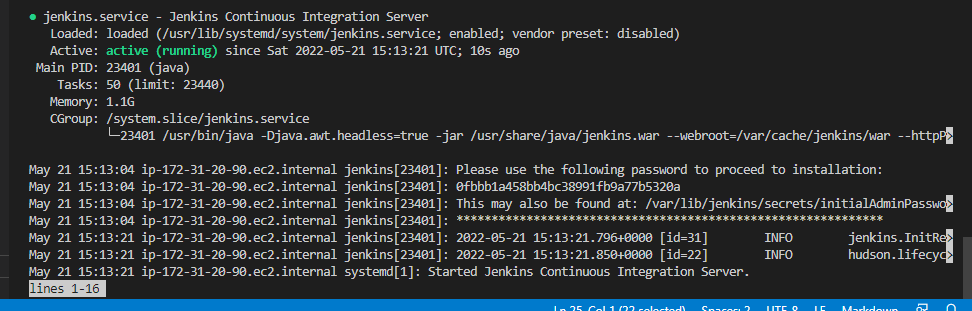 ● jenkins.service - Jenkins Continuous Integration Server
Loaded: loaded (/usr/lib/systemd/system/jenkins.service; enabled; vendor preset: disabled)
Active: active (running) since Sat 2022-05-21 15:13:21 UTC; 10s ago
Main PID: 23401 (java)
Tasks: 50 (limit: 23440)
Memory: 1.1G
CGroup: /system.slice/jenkins.service
└─23401 /usr/bin/java -Djava.awt.headless=true -jar /usr/share/java/jenkins.war --webroot=/var/cache/jenkins/war --httpP>
May 21 15:13:04 ip-172-31-20-90.ec2.internal jenkins[23401]: Please use the following password to proceed to installation:
May 21 15:13:04 ip-172-31-20-90.ec2.internal jenkins[23401]: 0fbbb1a458bb4bc38991fb9a77b5320a
May 21 15:13:04 ip-172-31-20-90.ec2.internal jenkins[23401]: This may also be found at: /var/lib/jenkins/secrets/initialAdminPasswo>
May 21 15:13:04 ip-172-31-20-90.ec2.internal jenkins[23401]: *************************************************************
May 21 15:13:21 ip-172-31-20-90.ec2.internal jenkins[23401]: 2022-05-21 15:13:21.796+0000 [id=31] INFO jenkins.InitRe>
May 21 15:13:21 ip-172-31-20-90.ec2.internal jenkins[23401]: 2022-05-21 15:13:21.850+0000 [id=22] INFO hudson.lifecyc>
May 21 15:13:21 ip-172-31-20-90.ec2.internal systemd[1]: Started Jenkins Continuous Integration Server.
lines 1-16
Ln 25, Col 1 (22 selected) Spaces: 2 UTF-8 LF Markdown